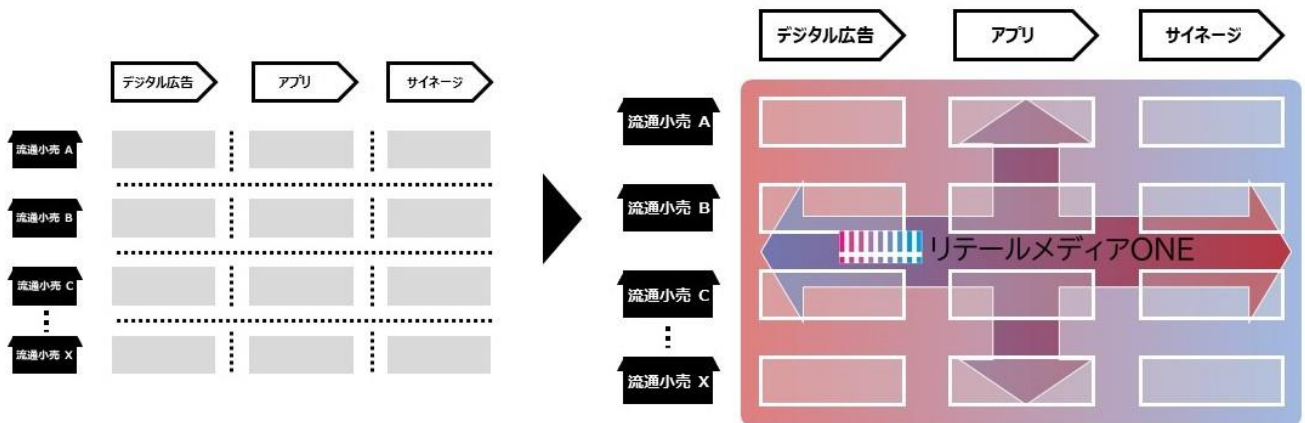 デジタル広告
アプリ
サイネージ
流通小売 A
流通小売 B
流通小売 C
流通小売 X
デジタル広告
アプリ
サイネージ
流通小売 A
流通小売 B
流通小売 C
流通小売 X
リテールメディアONE